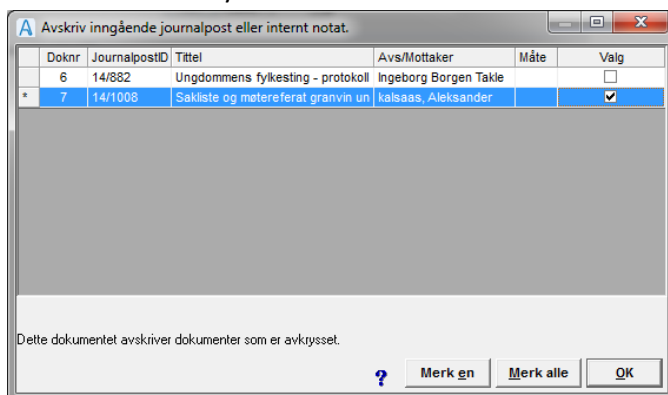 Avskriv inngående journalpost eller internt notat.
Doknr JournalpostID Tittel Avs/Mottaker Måte Valg
6 14/882 Ungdommens fylkesting - protokoll Ingeborg Borgen Takle
* 7 14/1008 Sakliste og møtereferat granvin un kalsaas, Aleksander
Dette dokumentet avskriver dokumenter som er avkrysset.
? Merk en Merk alle OK